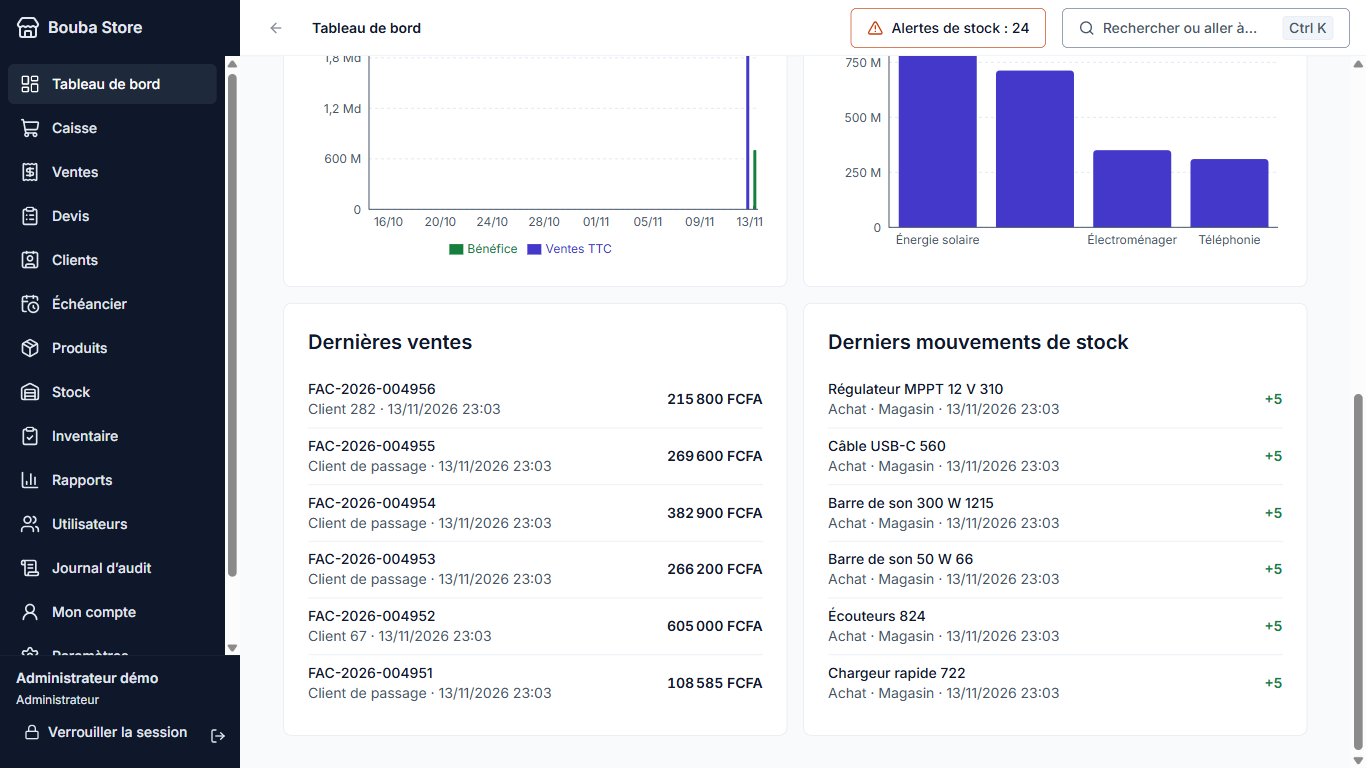 Bouba Store
Tableau de bord
Alertes de stock : 24
Rechercher ou aller à...
Ctrl K
Tableau de bord
Caisse
Ventes
Devis
Clients
Échéancier
Produits
Stock
Inventaire
Rapports
Utilisateurs
Journal d’audit
Mon compte
Paramètres
Administrateur démo
Administrateur
Verrouiller la session
1,8 Md
1,2 Md
600 M
0
16/10 20/10 24/10 28/10 01/11 05/11 09/11 13/11
Bénéfice Ventes TTC
750 M
500 M
250 M
0
Énergie solaire Électroménager Téléphonie
Dernières ventes
FAC-2026-004956
Client 282 · 13/11/2026 23:03
215 800 FCFA
FAC-2026-004955
Client de passage · 13/11/2026 23:03
269 600 FCFA
FAC-2026-004954
Client de passage · 13/11/2026 23:03
382 900 FCFA
FAC-2026-004953
Client de passage · 13/11/2026 23:03
266 200 FCFA
FAC-2026-004952
Client 67 · 13/11/2026 23:03
605 000 FCFA
FAC-2026-004951
Client de passage · 13/11/2026 23:03
108 585 FCFA
Derniers mouvements de stock
Régulateur MPPT 12 V 310
Achat · Magasin · 13/11/2026 23:03
+5
Câble USB-C 560
Achat · Magasin · 13/11/2026 23:03
+5
Barre de son 300 W 1215
Achat · Magasin · 13/11/2026 23:03
+5
Barre de son 50 W 66
Achat · Magasin · 13/11/2026 23:03
+5
Écouteurs 824
Achat · Magasin · 13/11/2026 23:03
+5
Chargeur rapide 722
Achat · Magasin · 13/11/2026 23:03
+5